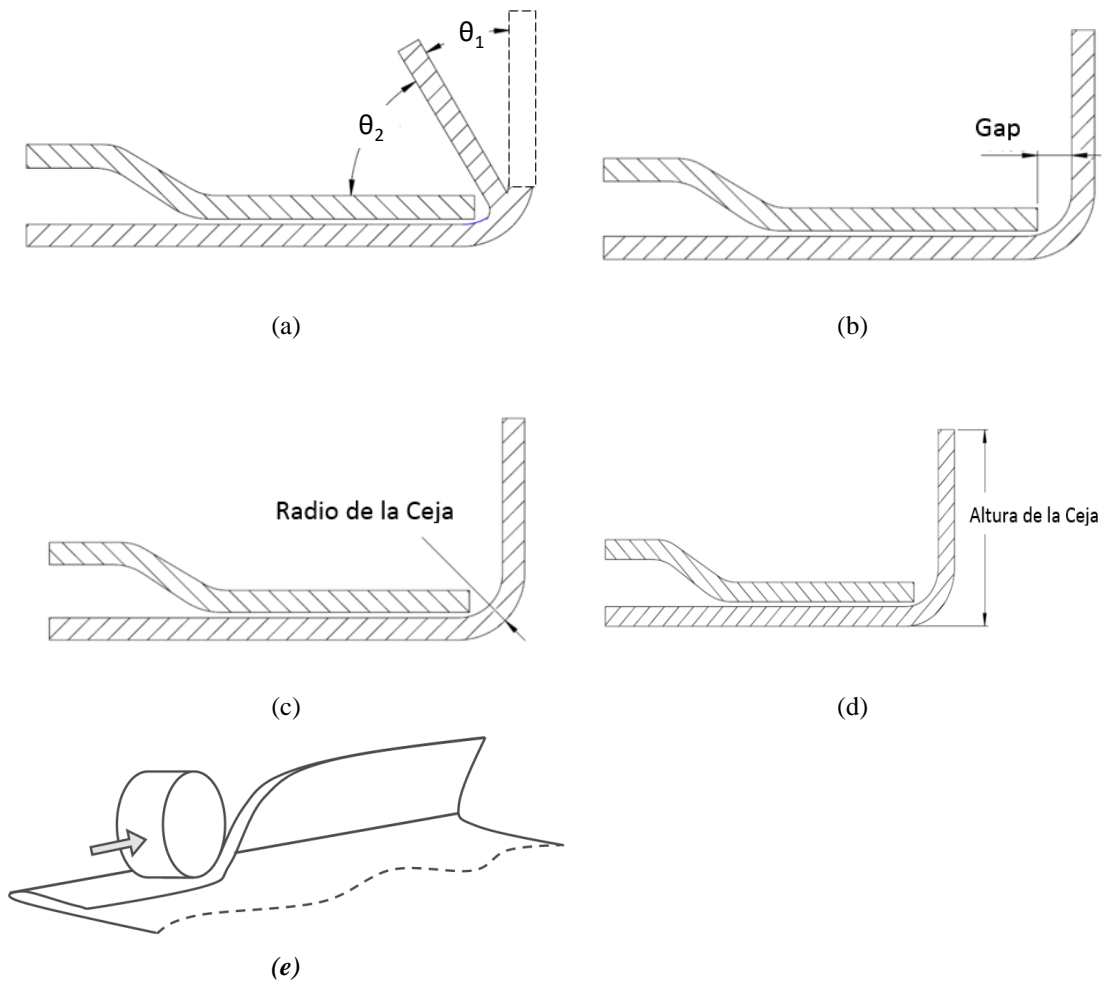 θ1
θ2
Gap
(a)
(b)
Radio de la Ceja
Altura de la Ceja
(c)
(d)
(e)